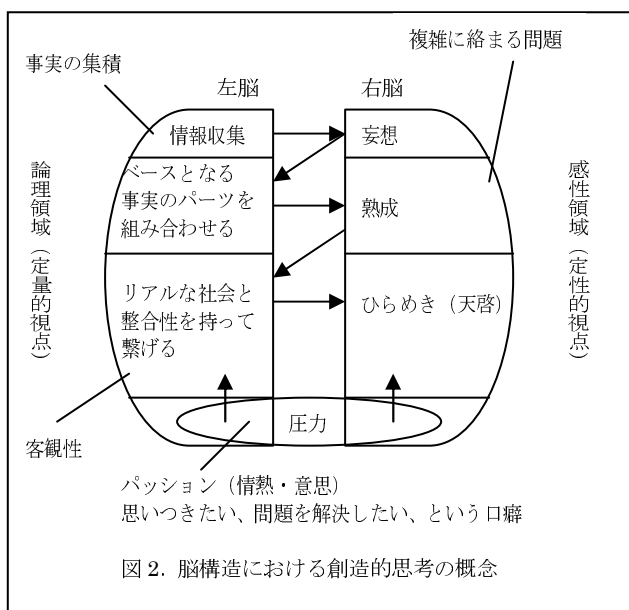 複雑に絡まる問題
事実の集積
左脳
右脳
情報収集
妄想
ベースとなる
事実のパーツを
組み合わせる
熟成
論理領域(定量的視点)
感性領域(定性的視点)
リアルな社会と
整合性を持って
繋げる
ひらめき(天啓)
圧力
客観性
パッション(情熱・意思)
思いつきたい、問題を解決したい、という口癖
図 2. 脳構造における創造的思考の概念